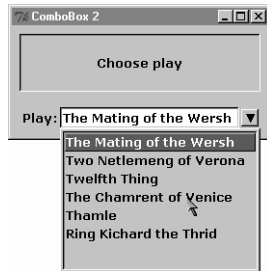 ComboBox 2
Choose play
Play: The Mating of the Wersh
The Mating of the Wersh
Two Netlemeng of Verona
Twelfth Thing
The Chamrent of Venice
Thamle
Ring Kichard the Thrid